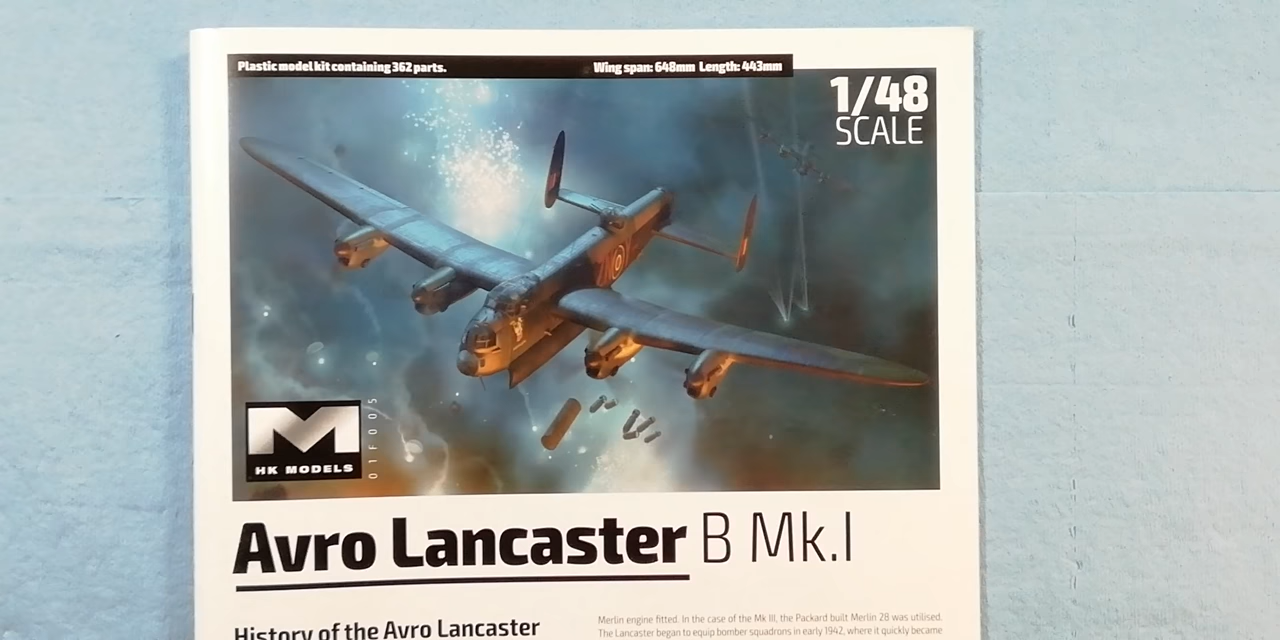 Plastic model kit containing 362 parts.
Wing span: 648mm Length: 443mm
1/48
SCALE
M
HK MODELS
01F005
Avro Lancaster B Mk.I
History of the Avro Lancaster
Merlin engine fitted. In the case of the Mk III, the Packard built Merlin 28 was utilised.
The Lancaster began to equip bomber squadrons in early 1942, where it quickly became